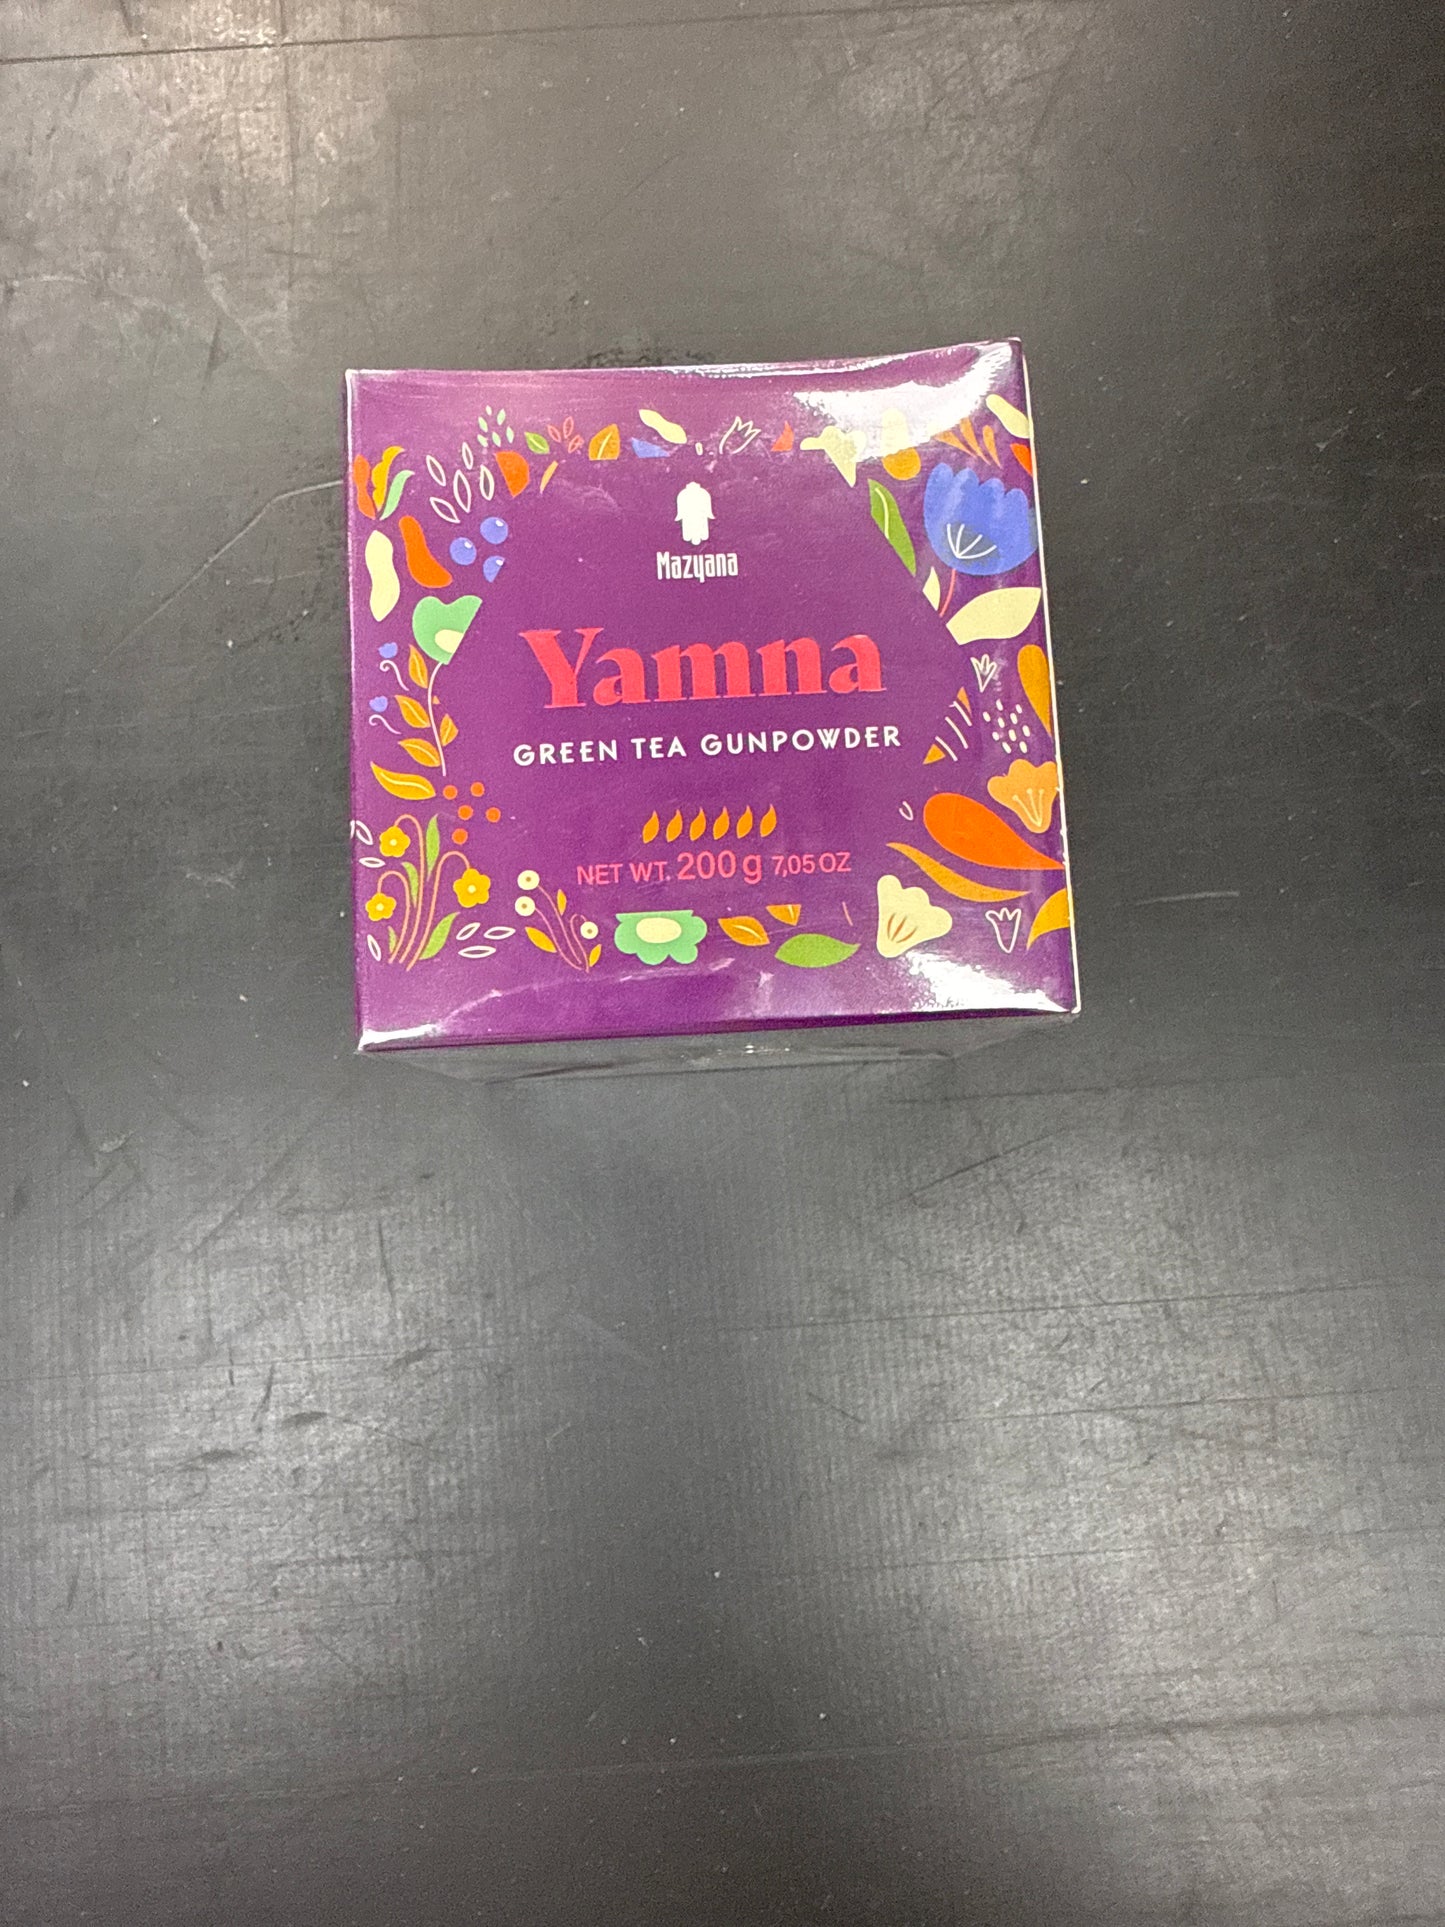 Mazyana
Yamna
GREEN TEA GUNPOWDER
NET WT. 200 g 7,05 OZ